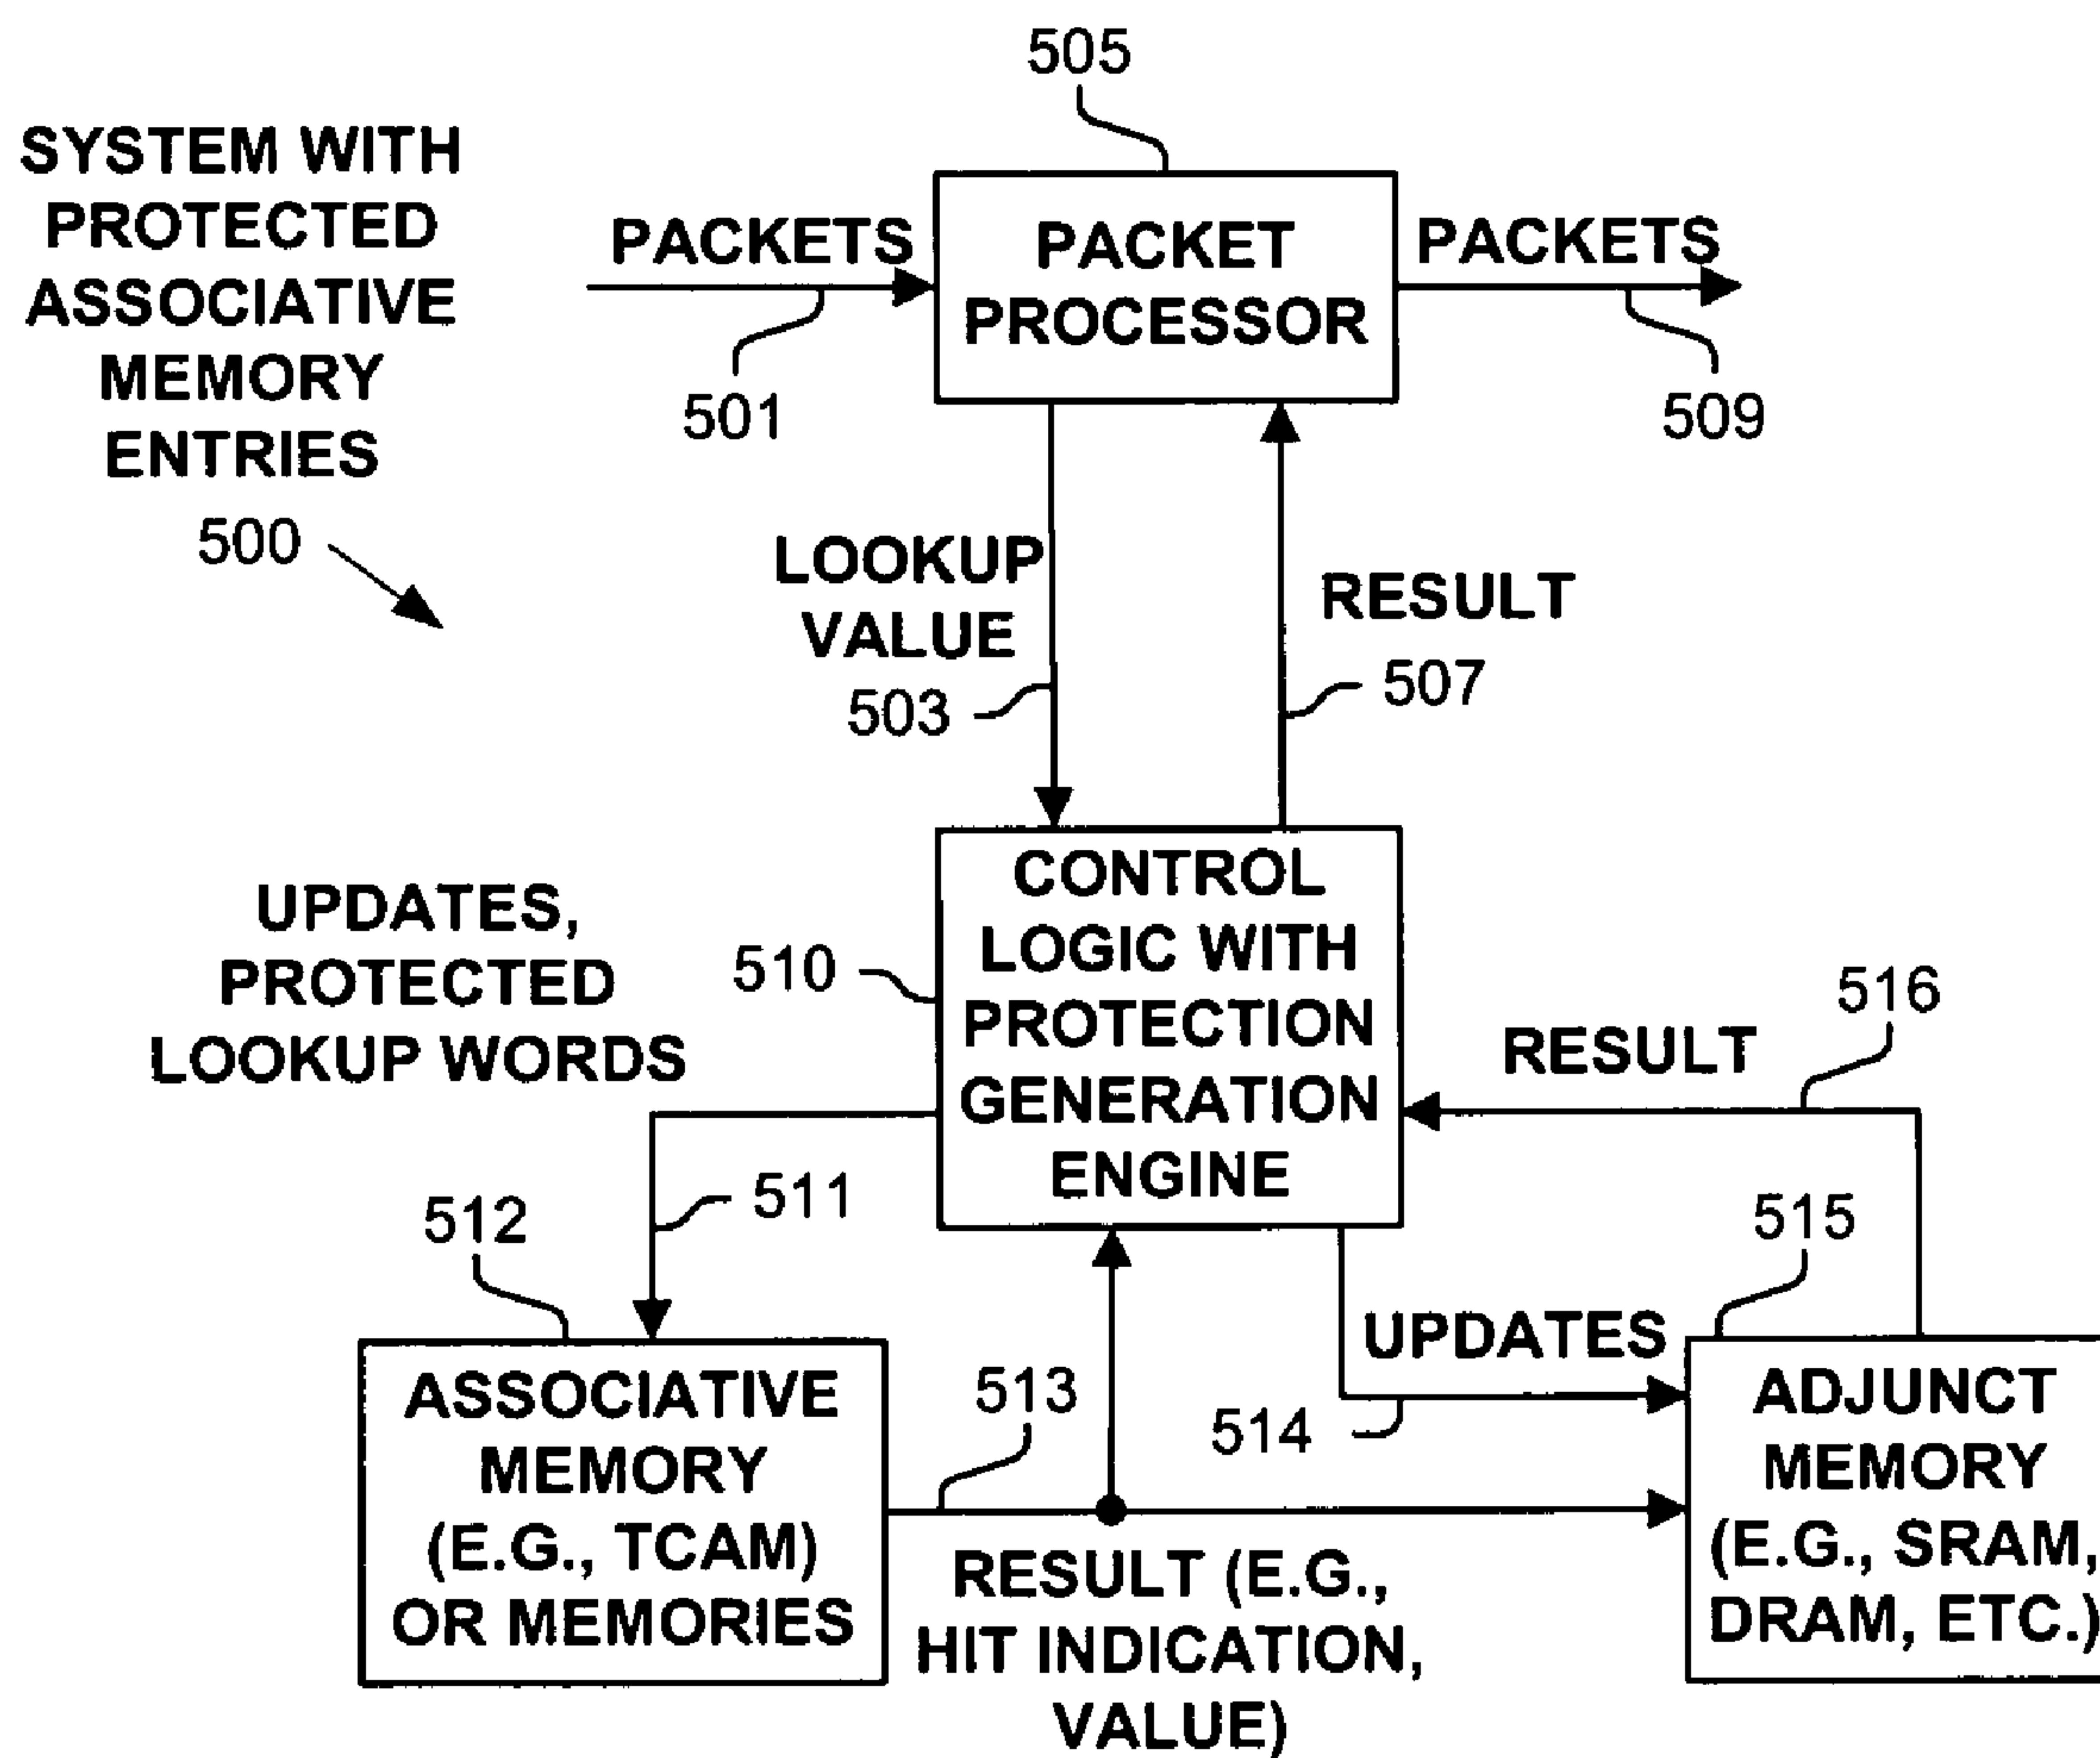 505
SYSTEM WITH
PROTECTED
ASSOCIATIVE
MEMORY
ENTRIES
500
PACKETS
501
PACKET
PROCESSOR
PACKETS
509
LOOKUP
VALUE
503
RESULT
507
UPDATES,
PROTECTED
LOOKUP WORDS
510
CONTROL
LOGIC WITH
PROTECTION
GENERATION
ENGINE
RESULT
516
511
512
515
UPDATES
514
513
ASSOCIATIVE
MEMORY
(E.G., TCAM)
OR MEMORIES
RESULT (E.G.,
HIT INDICATION,
VALUE)
ADJUNCT
MEMORY
(E.G., SRAM,
DRAM, ETC.)